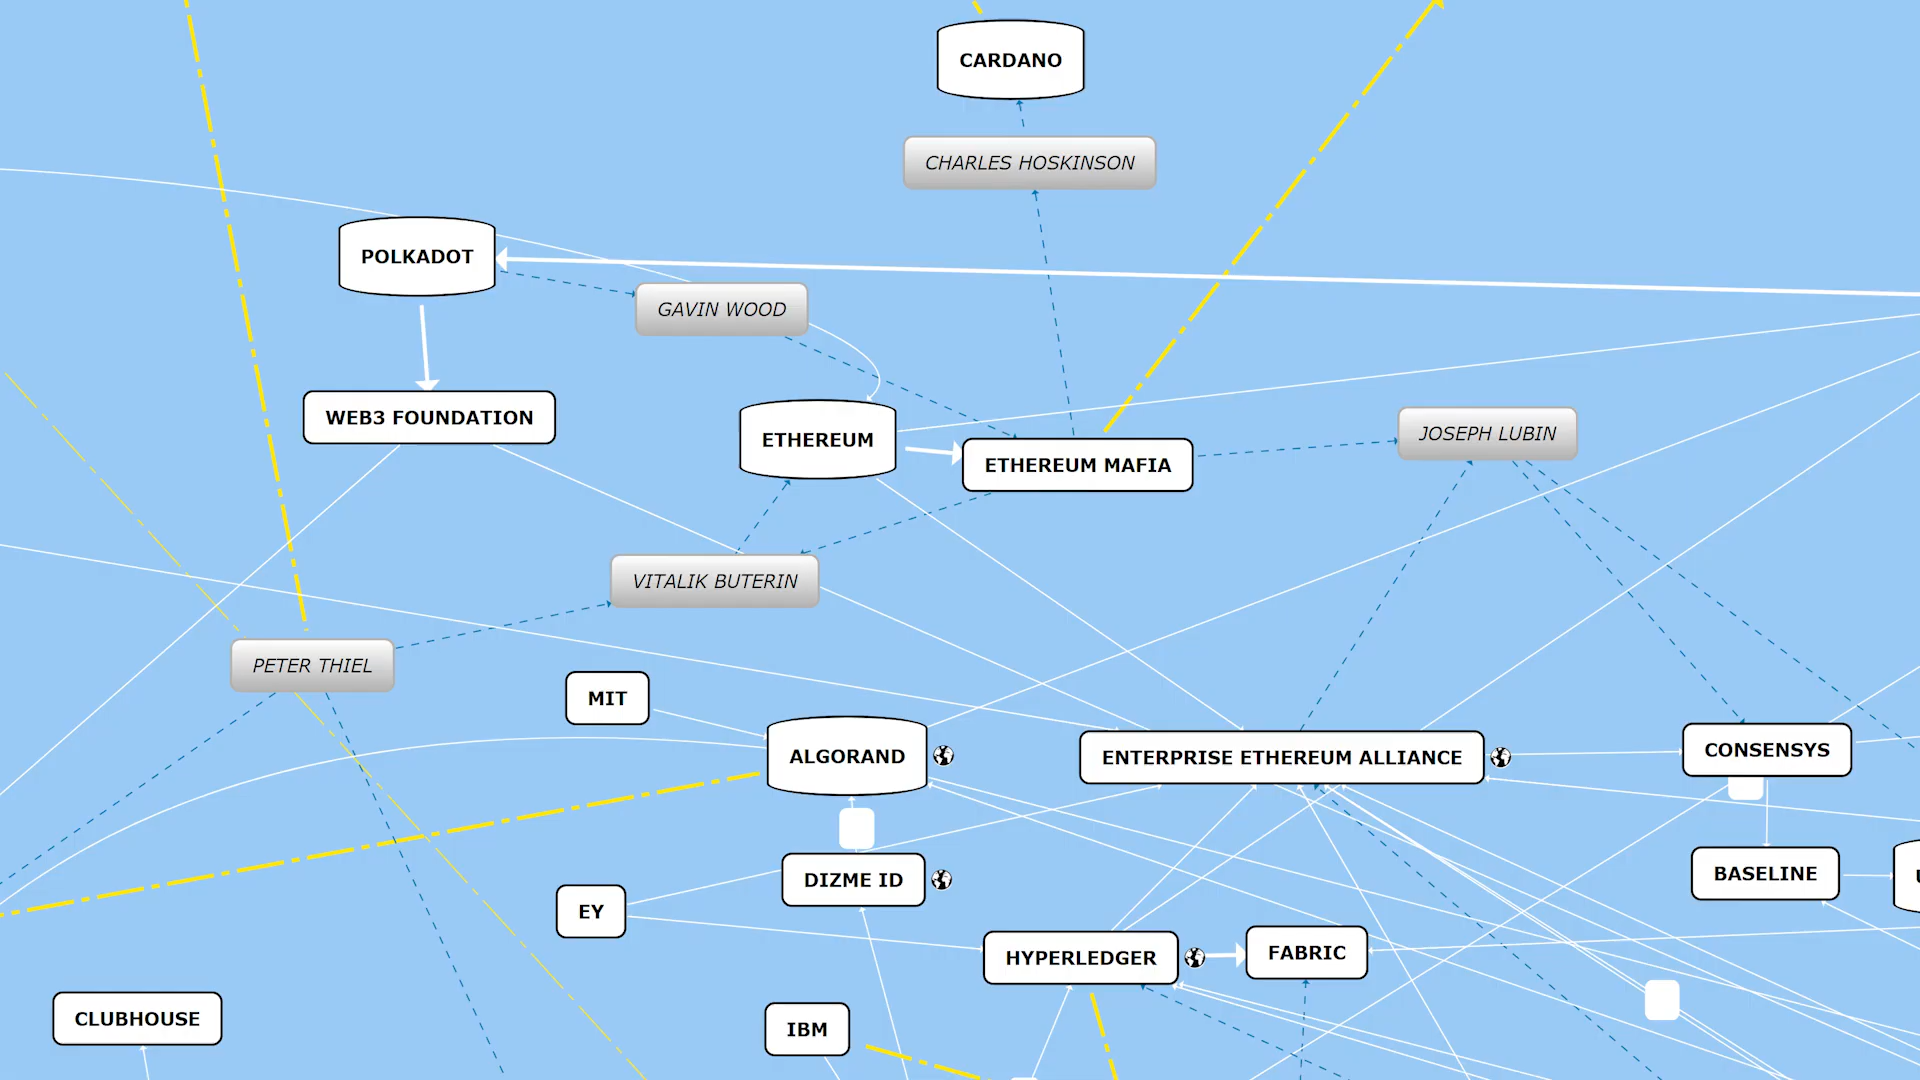 CARDANO
CHARLES HOSKINSON
POLKADOT
GAVIN WOOD
WEB3 FOUNDATION
ETHEREUM
ETHEREUM MAFIA
JOSEPH LUBIN
VITALIK BUTERIN
PETER THIEL
MIT
ALGORAND
ENTERPRISE ETHEREUM ALLIANCE
CONSENSYS
DIZME ID
BASELINE
EY
HYPERLEDGER
FABRIC
CLUBHOUSE
IBM